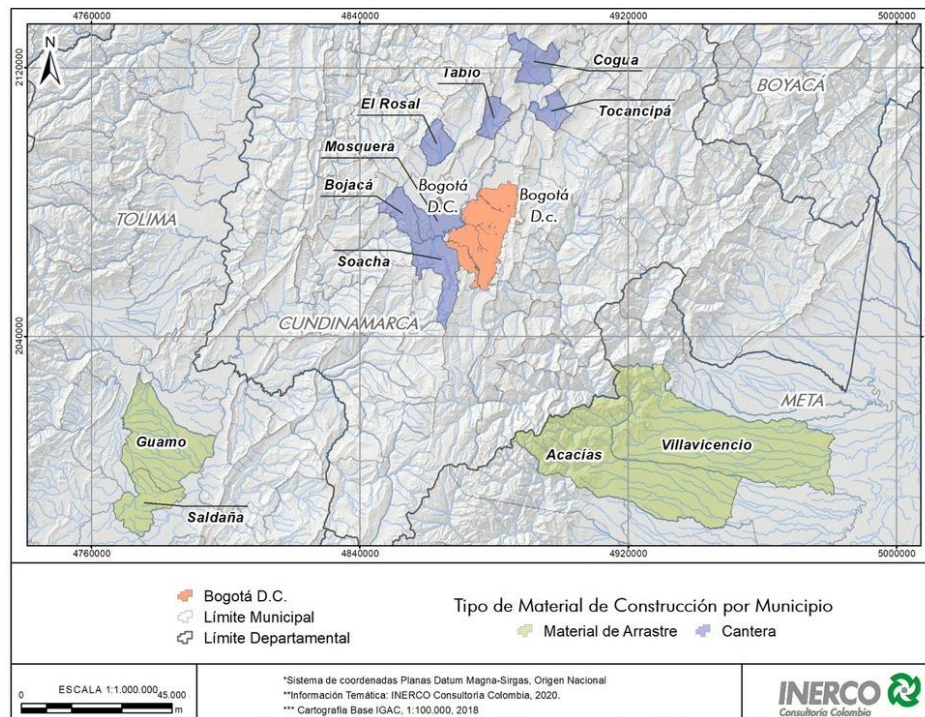 4760000
4840000
4920000
5000000
N
2120000
2120000
Cogua
Tabio
BOYACÁ
Tocancipá
El Rosal
Mosquera
Bogotá
D.C.
Bogotá
D.c.
Bojacá
TOLIMA
Soacha
CUNDINAMARCA
2040000
2040000
META
Guamo
Acacías
Villavicencio
Saldaña
4760000
4840000
4920000
5000000
Bogotá D.C.
Límite Municipal
Límite Departamental
Tipo de Material de Construcción por Municipio
Material de Arrastre
Cantera
ESCALA 1:1.000.000
0
45.000
m
*Sistema de coordenadas Planas Datum Magna-Sirgas, Origen Nacional
**Información Temática: INERCO Consultoría Colombia, 2020.
*** Cartografía Base IGAC, 1:100.000, 2018
INERCO
Consultoría Colombia